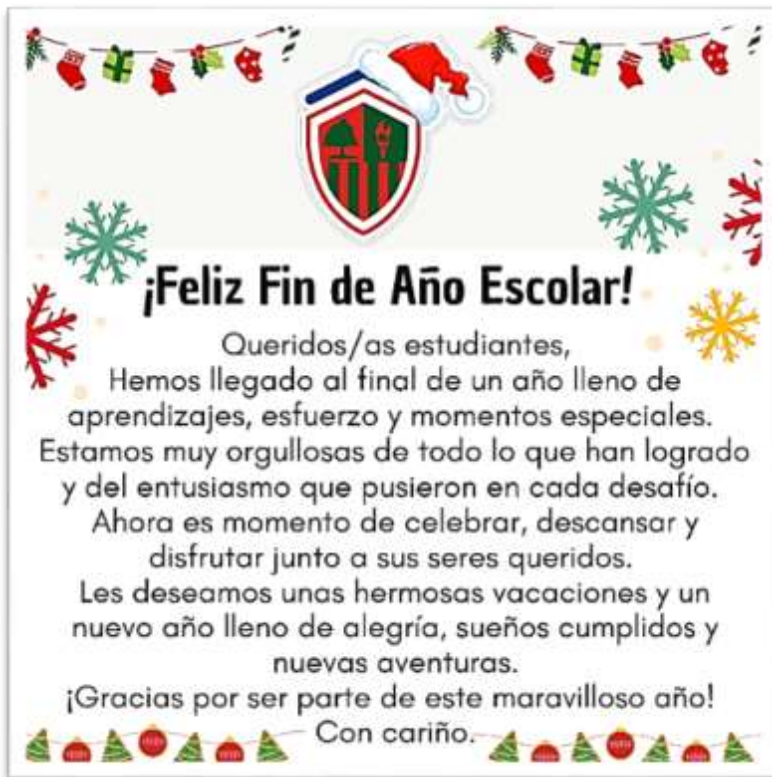 ¡Feliz Fin de Año Escolar!
Queridos/as estudiantes,
Hemos llegado al final de un año lleno de
aprendizajes, esfuerzo y momentos especiales.
Estamos muy orgullosas de todo lo que han logrado
y del entusiasmo que pusieron en cada desafío.
Ahora es momento de celebrar, descansar y
disfrutar junto a sus seres queridos.
Les deseamos unas hermosas vacaciones y un
nuevo año lleno de alegría, sueños cumplidos y
nuevas aventuras.
¡Gracias por ser parte de este maravilloso año!
Con cariño.